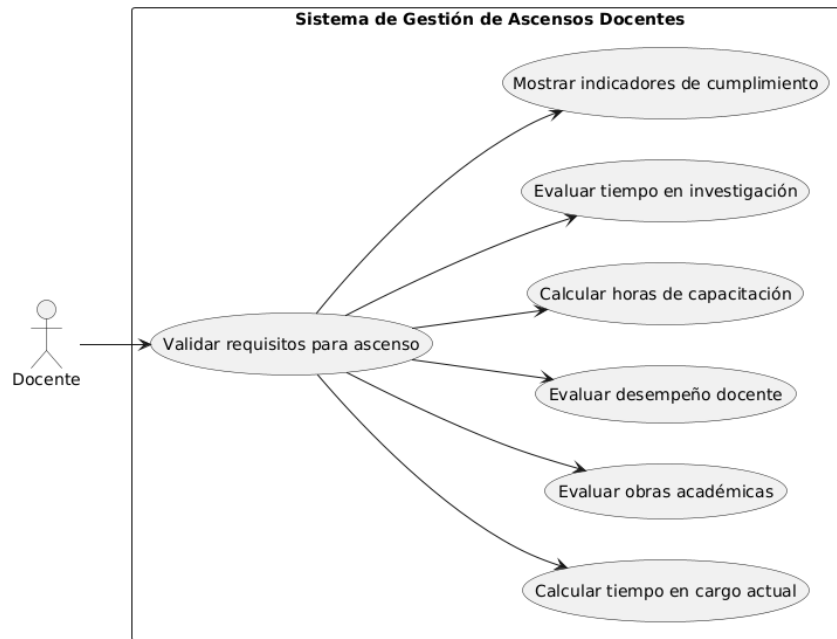 Sistema de Gestión de Ascensos Docentes
Mostrar indicadores de cumplimiento
Evaluar tiempo en investigación
Calcular horas de capacitación
Validar requisitos para ascenso
Docente
Evaluar desempeño docente
Evaluar obras académicas
Calcular tiempo en cargo actual